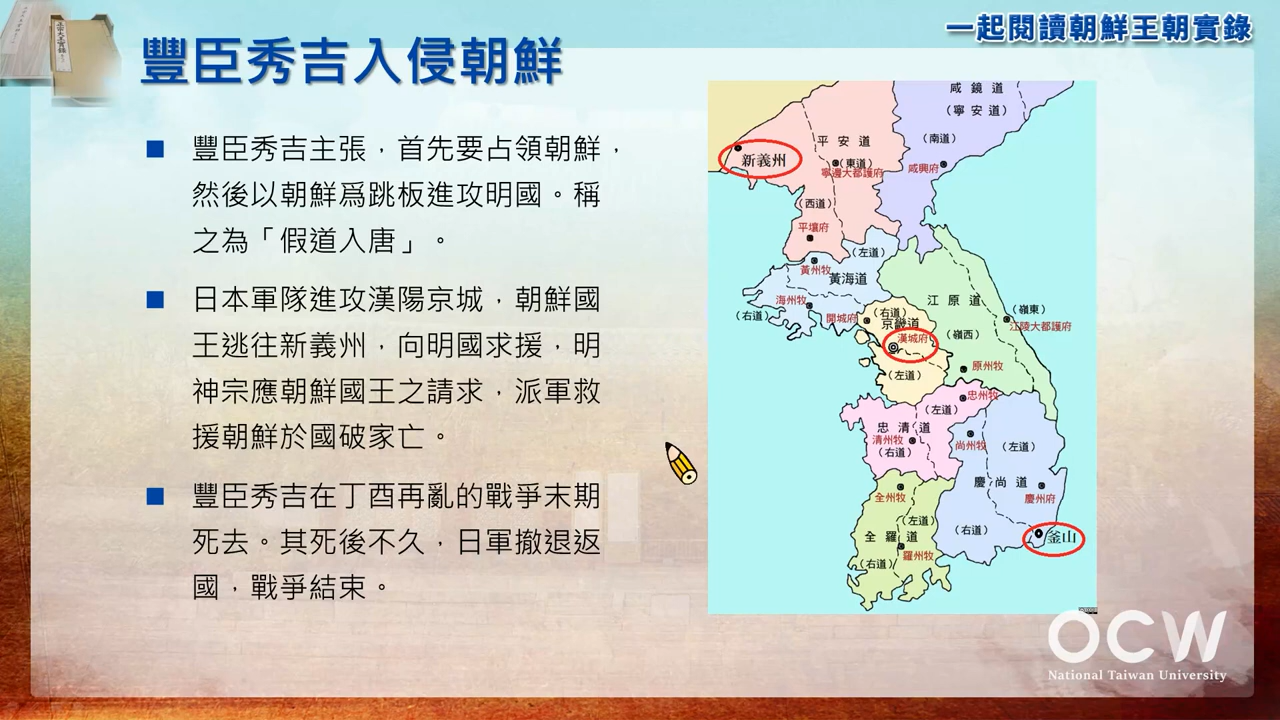 一起閱讀朝鮮王朝實錄
豐臣秀吉入侵朝鮮
豐臣秀吉主張，首先要占領朝鮮，
然後以朝鮮爲跳板進攻明國。稱
之為「假道入唐」。
日本軍隊進攻漢陽京城，朝鮮國
王逃往新義州，向明國求援，明
神宗應朝鮮國王之請求，派軍救
援朝鮮於國破家亡。
豐臣秀吉在丁酉再亂的戰爭末期
死去。其死後不久，日軍撤退返
國，戰爭結束。
咸鏡道
（寧安道）
（南道）
咸興府
平安道
新義州
（東道）
寧邊大都護府
（西道）
平壤府
（左道）
黃州牧
黃海道
海州牧
（右道）
開城府
（右道）
京畿道
漢城府
（左道）
江原道
（嶺東）
江陵大都護府
（嶺西）
原州牧
忠州牧
（左道）
忠清道
清州牧
（右道）
尚州牧
（左道）
慶尚道
慶州府
（右道）
釜山
全州牧
（左道）
全羅道
羅州牧
（右道）
OCW
National Taiwan University